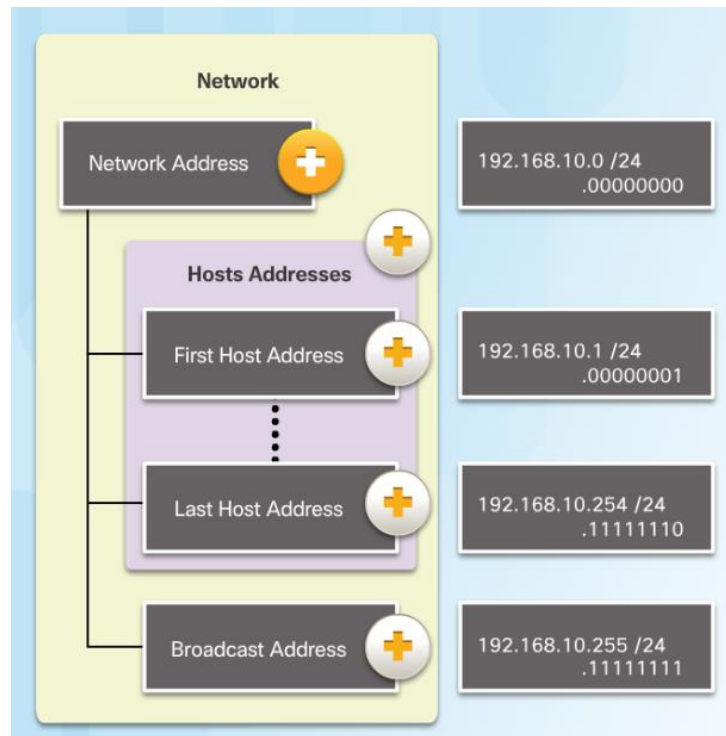 Network
Network Address
192.168.10.0 /24
.00000000
Hosts Addresses
First Host Address
192.168.10.1 /24
.00000001
Last Host Address
192.168.10.254 /24
.11111110
Broadcast Address
192.168.10.255 /24
.11111111